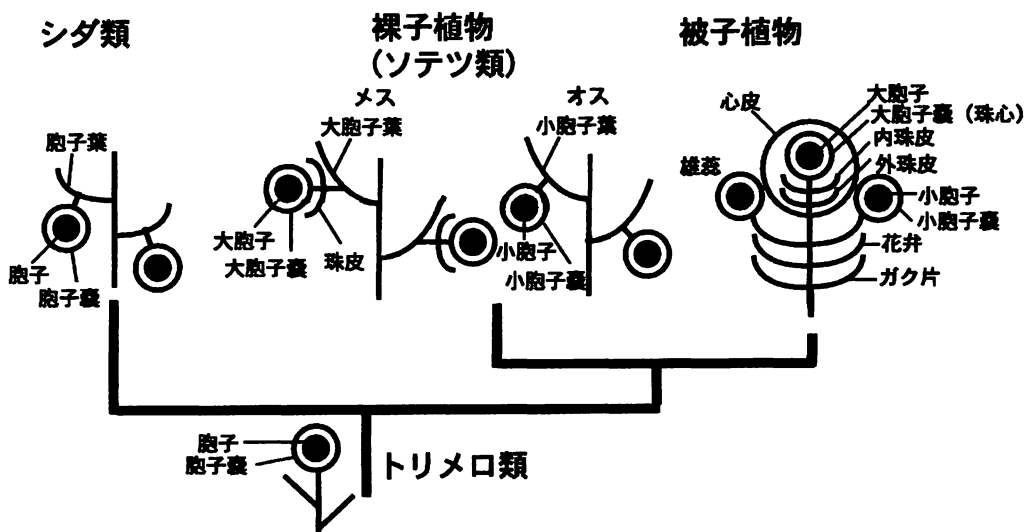 シダ類
裸子植物
(ソテツ類)
被子植物
メス
オス
胞子葉
大胞子葉
小胞子葉
心皮
大胞子
大胞子嚢（珠心）
内珠皮
外珠皮
雄蕊
小胞子
小胞子嚢
花弁
ガク片
大胞子
大胞子嚢
珠皮
小胞子
小胞子嚢
胞子
胞子嚢
胞子
胞子嚢
トリメロ類